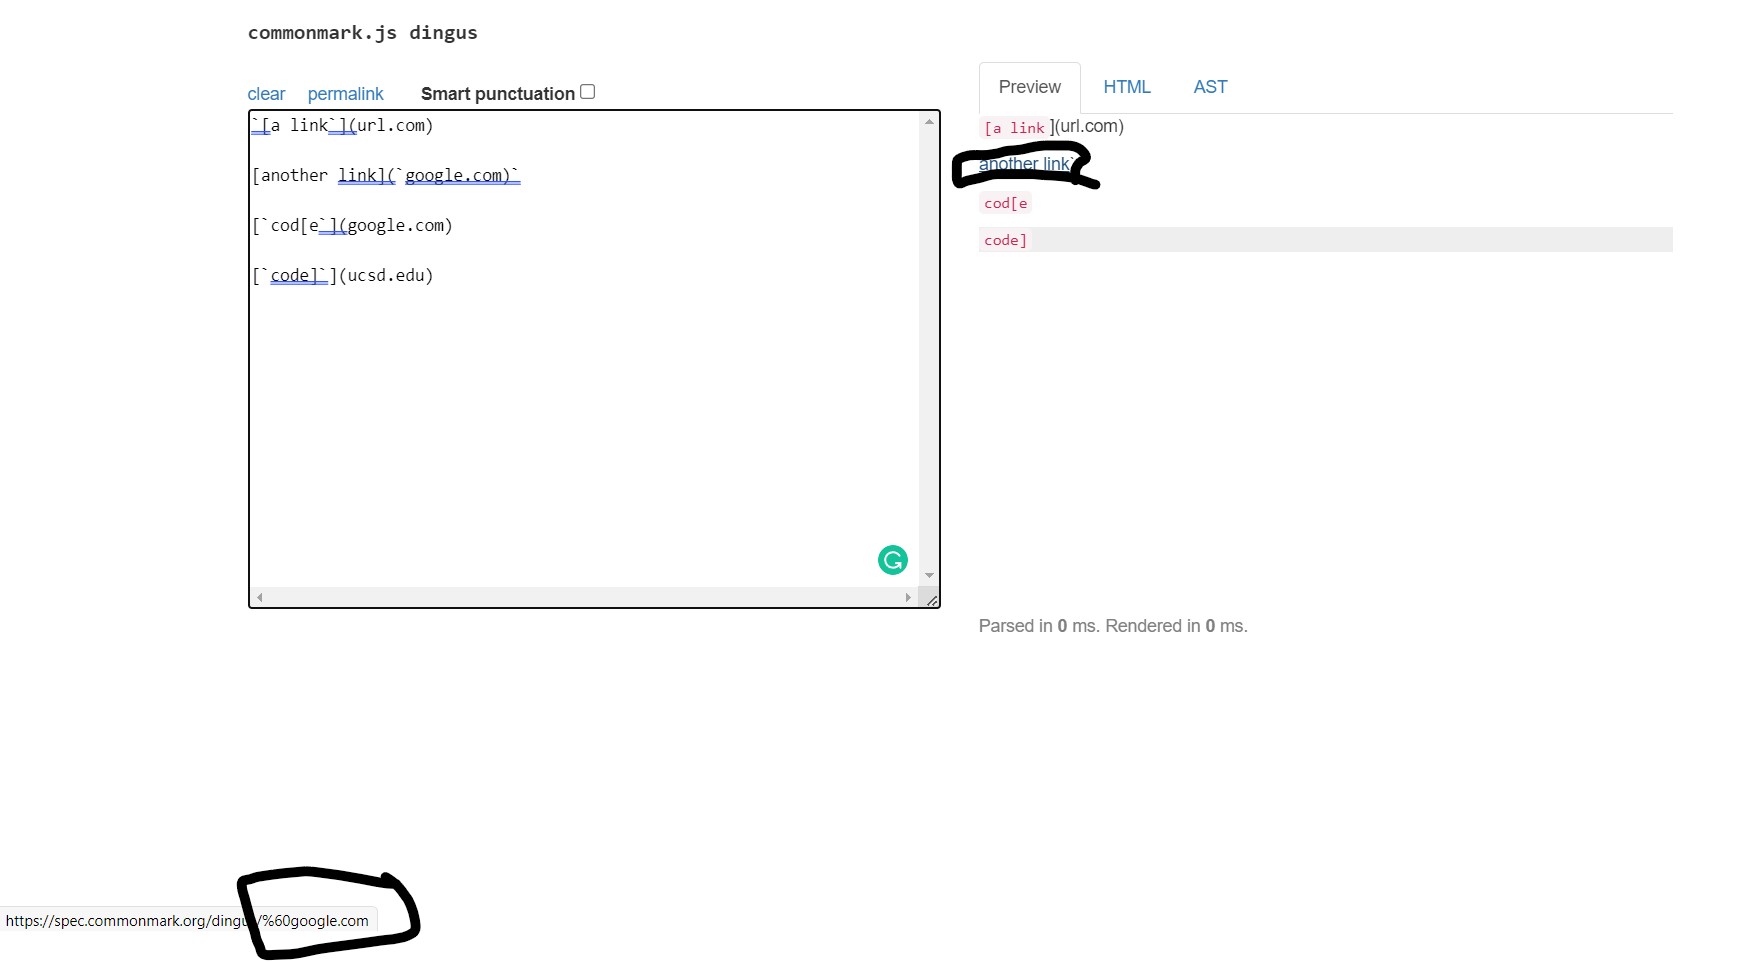 commonmark.js dingus
clear permalink Smart punctuation
`[a link`](url.com)
[another link](`google.com)`
[`cod[e`](google.com)
[`code]`](ucsd.edu)
Preview HTML AST
[a link](url.com)
another link`
cod[e
code]
Parsed in 0 ms. Rendered in 0 ms.
https://spec.commonmark.org/dingus/%60google.com